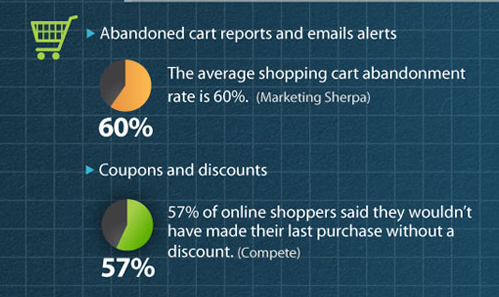 Abandoned cart reports and emails alerts
The average shopping cart abandonment
rate is 60%. (Marketing Sherpa)
60%
Coupons and discounts
57% of online shoppers said they wouldn't
have made their last purchase without a
discount. (Compete)
57%